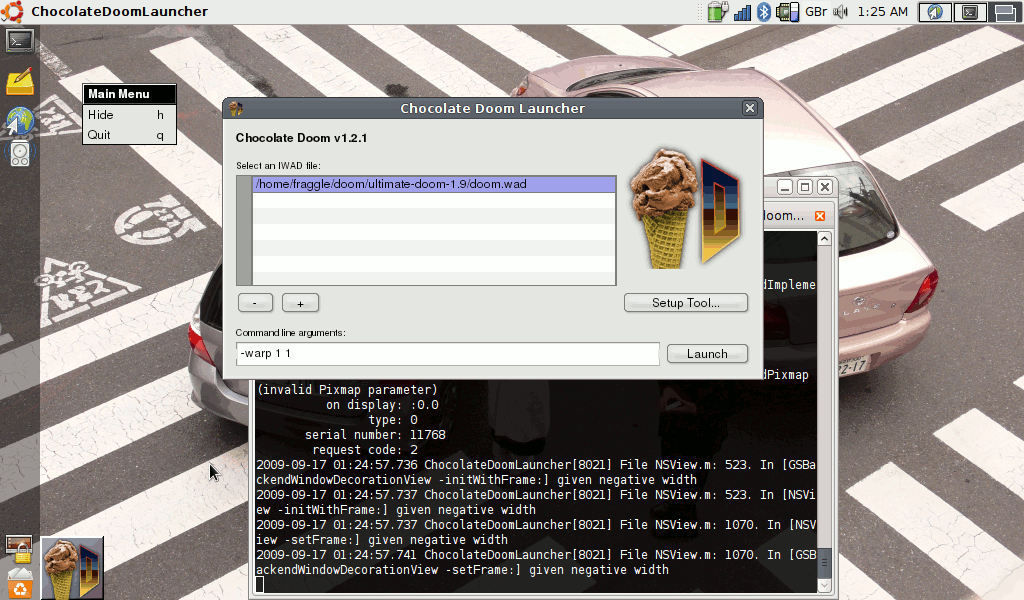 ChocolateDoomLauncher
GBr
1:25 AM
Main Menu
Hide h
Quit q
Chocolate Doom Launcher
Chocolate Doom v1.2.1
Select an IWAD file:
/home/fraggle/doom/ultimate-doom-1.9/doom.wad
- +
Setup Tool...
Command line arguments:
-warp 1 1
Launch
loom...
dImpleme
dPixmap
(invalid Pixmap parameter)
on display: :0.0
type: 0
serial number: 11768
request code: 2
2009-09-17 01:24:57.736 ChocolateDoomLauncher[8021] File NSView.m: 523. In [GSBa
ckendWindowDecorationView -initWithFrame:] given negative width
2009-09-17 01:24:57.737 ChocolateDoomLauncher[8021] File NSView.m: 523. In [NSVi
ew -initWithFrame:] given negative width
2009-09-17 01:24:57.737 ChocolateDoomLauncher[8021] File NSView.m: 1070. In [NSV
iew -setFrame:] given negative width
2009-09-17 01:24:57.741 ChocolateDoomLauncher[8021] File NSView.m: 1070. In [GSB
ackendWindowDecorationView -setFrame:] given negative width